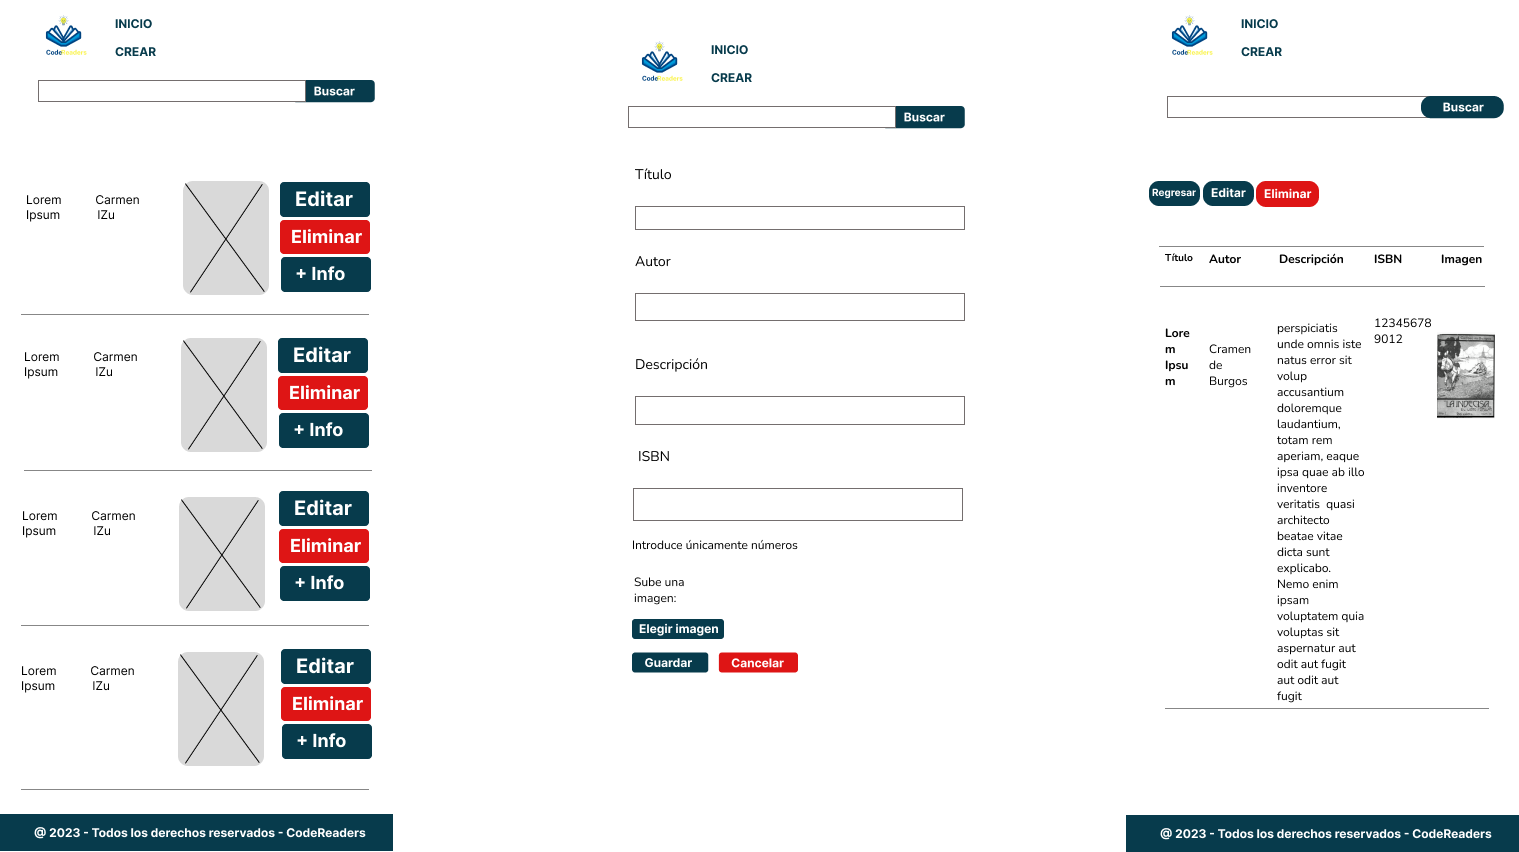 INICIO
CREAR
CodeReaders
Buscar
Lorem Ipsum
Carmen IZu
Editar
Eliminar
+ Info
Lorem Ipsum
Carmen IZu
Editar
Eliminar
+ Info
Lorem Ipsum
Carmen IZu
Editar
Eliminar
+ Info
Lorem Ipsum
Carmen IZu
Editar
Eliminar
+ Info
@ 2023 - Todos los derechos reservados - CodeReaders
INICIO
CREAR
CodeReaders
Buscar
Título
Autor
Descripción
ISBN
Introduce únicamente números
Sube una
imagen:
Elegir imagen
Guardar
Cancelar
INICIO
CREAR
CodeReaders
Buscar
Regresar
Editar
Eliminar
Título
Autor
Descripción
ISBN
Imagen
Lore
m
Ipsu
m
Cramen
de
Burgos
perspiciatis
unde omnis iste
natus error sit
volup
accusantium
doloremque
laudantium,
totam rem
aperiam, eaque
ipsa quae ab illo
inventore
veritatis quasi
architecto
beatae vitae
dicta sunt
explicabo.
Nemo enim
ipsam
voluptatem quia
voluptas sit
aspernatur aut
odit aut fugit
aut odit aut
fugit
12345678
9012
LA INDECISA
@ 2023 - Todos los derechos reservados - CodeReaders